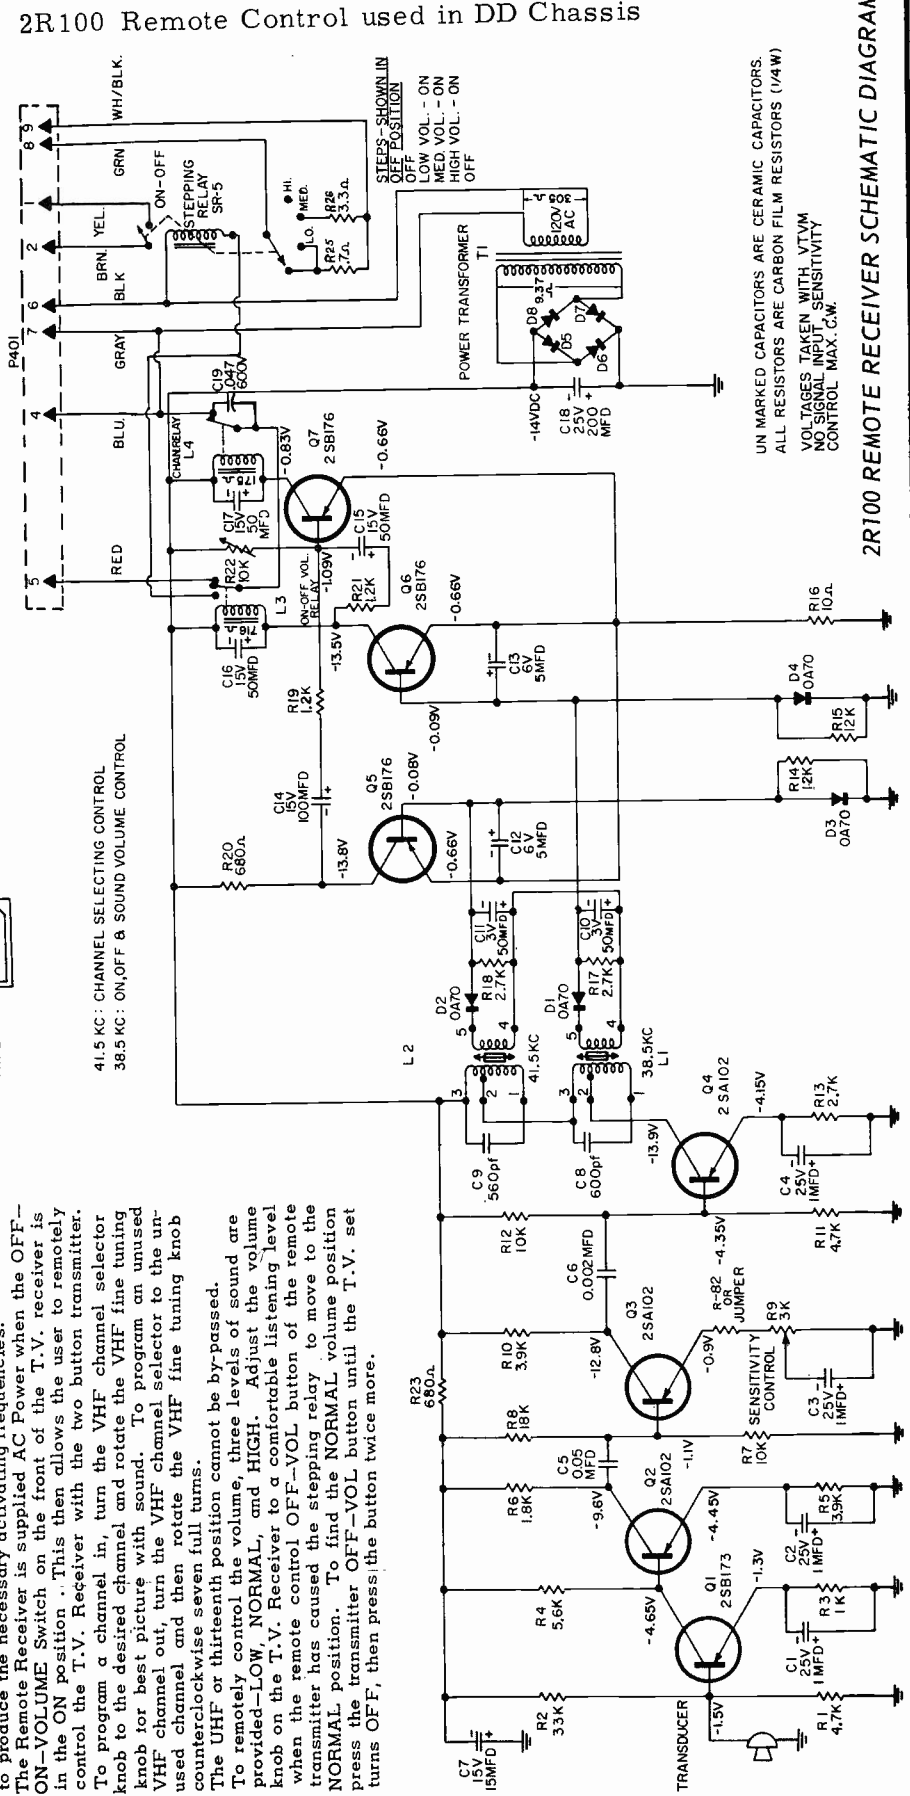 2R100 Remote Control used in DD Chassis
to produce the necessary activating frequencies.
The Remote Receiver is supplied AC Power when the OFF-
ON-VOLUME Switch on the front of the T.V. receiver is
in the ON position. This then allows the user to remotely
control the T.V. Receiver with the two button transmitter.
To program a channel in, turn the VHF channel selector
knob to the desired channel and rotate the VHF fine tuning
knob for best picture with sound. To program an unused
VHF channel out, turn the VHF channel selector to the un-
used channel and then rotate the VHF fine tuning knob
counterclockwise seven full turns.
The UHF or thirteenth position cannot be by-passed.
To remotely control the volume, three levels of sound are
provided-LOW, NORMAL, and HIGH. Adjust the volume
knob on the T.V. Receiver to a comfortable listening level
when the remote control OFF-VOL button of the remote
transmitter has caused the stepping relay to move to the
NORMAL position. To find the NORMAL volume position
press the transmitter OFF-VOL button until the T.V. set
turns OFF, then press the button twice more.
41.5 KC: CHANNEL SELECTING CONTROL
38.5 KC: ON,OFF & SOUND VOLUME CONTROL
P401
5
4
7
6
2
1
8
9
RED
BLU.
GRAY
BLK
BRN.
YEL.
GRN
WH/BLK.
ON-OFF
STEPPING
RELAY
SR-5
HI.
MED.
LO.
R25
.7Ω
R26
3.3Ω
STEPS-SHOWN IN
OFF POSITION
OFF
LOW VOL. - ON
MED. VOL. - ON
HIGH VOL. - ON
OFF
POWER TRANSFORMER
T1
120V
AC
305Ω
9.37
Ω
D8
D7
D5
D6
-14VDC
C18
25V
200
MFD
C19
.047
600V
CHAN.RELAY
L4
175Ω
C17
15V
50
MFD
-0.83V
Q7
2SB176
-0.66V
R22
10K
-1.09V
C15
15V
50MFD
ON-OFF VOL.
RELAY
L3
716Ω
C16
15V
50MFD
R21
1.2K
-13.5V
Q6
2SB176
-0.66V
-0.09V
R19
1.2K
C13
6V
5MFD
C14
15V
100MFD
R20
680Ω
-13.8V
Q5
2SB176
-0.08V
-0.66V
C12
6V
5MFD
R16
10Ω
D4
OA70
R15
12K
R14
12K
D3
OA70
C11
3V
50MFD
R18
2.7K
D2
OA70
C10
3V
50MFD
R17
2.7K
D1
OA70
L2
5
4
3
2
1
41.5KC
5
4
3
2
1
38.5KC
L1
C9
560pf
C8
600pf
-13.9V
Q4
2SA102
-4.15V
R13
2.7K
C4
25V
1MFD
-4.35V
R11
4.7K
R12
10K
C6
0.002MFD
R10
3.9K
-12.8V
Q3
2SA102
-0.9V
R-82
OR
JUMPER
R9
3K
SENSITIVITY
CONTROL
C3
25V
1MFD
R23
680Ω
R8
18K
C5
0.05
MFD
-1.1V
R7
10K
R6
1.8K
-9.6V
Q2
2SA102
-4.45V
R5
3.9K
C2
25V
1MFD
R4
5.6K
-4.65V
Q1
2SB173
-1.3V
R3
1K
C1
25V
1MFD
R2
33K
-1.5V
R1
4.7K
C7
15V
15MFD
TRANSDUCER
UN MARKED CAPACITORS ARE CERAMIC CAPACITORS.
ALL RESISTORS ARE CARBON FILM RESISTORS (1/4W)
VOLTAGES TAKEN WITH VTVM
NO SIGNAL INPUT, SENSITIVITY
CONTROL MAX. C.W.
2R100 REMOTE RECEIVER SCHEMATIC DIAGRAM